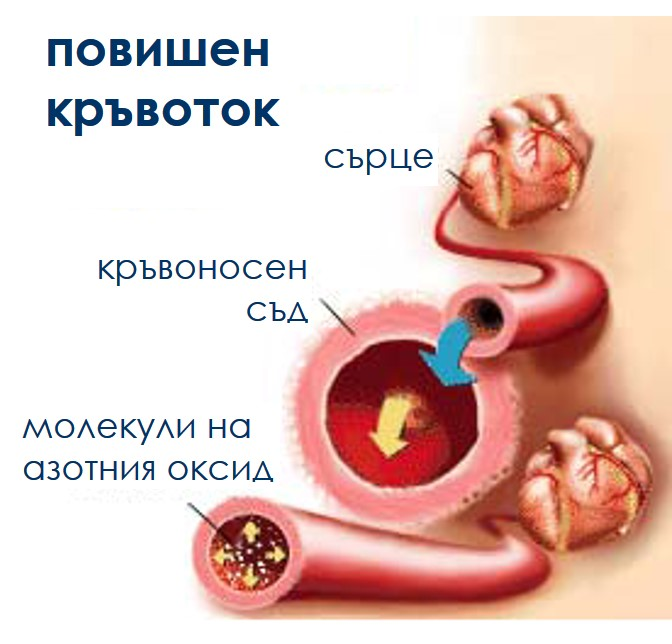 повишен
кръвоток
сърце
кръвоносен
съд
молекули на
азотния оксид